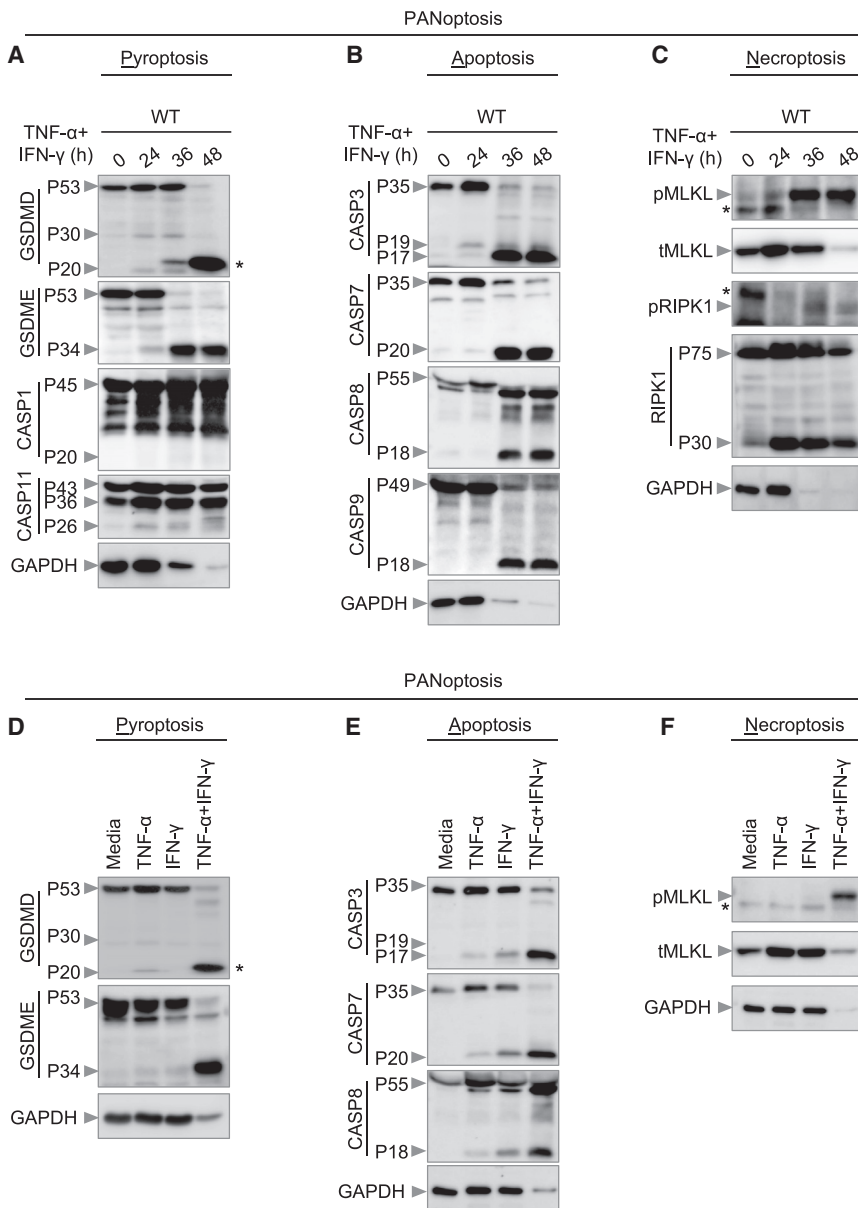 PANoptosis
A
Pyroptosis
WT
TNF-α+
IFN-γ (h)
0 24 36 48
GSDMD
P53
P30
P20
*
GSDME
P53
P34
CASP1
P45
P20
CASP11
P43
P36
P26
GAPDH
B
Apoptosis
WT
TNF-α+
IFN-γ (h)
0 24 36 48
CASP3
P35
P19
P17
CASP7
P35
P20
CASP8
P55
P18
CASP9
P49
P18
GAPDH
C
Necroptosis
WT
TNF-α+
IFN-γ (h)
0 24 36 48
pMLKL
*
tMLKL
*
pRIPK1
RIPK1
P75
P30
GAPDH
PANoptosis
D
Pyroptosis
Media
TNF-α
IFN-γ
TNF-α+IFN-γ
GSDMD
P53
P30
P20
*
GSDME
P53
P34
GAPDH
E
Apoptosis
Media
TNF-α
IFN-γ
TNF-α+IFN-γ
CASP3
P35
P19
P17
CASP7
P35
P20
CASP8
P55
P18
GAPDH
F
Necroptosis
Media
TNF-α
IFN-γ
TNF-α+IFN-γ
pMLKL
*
tMLKL
GAPDH